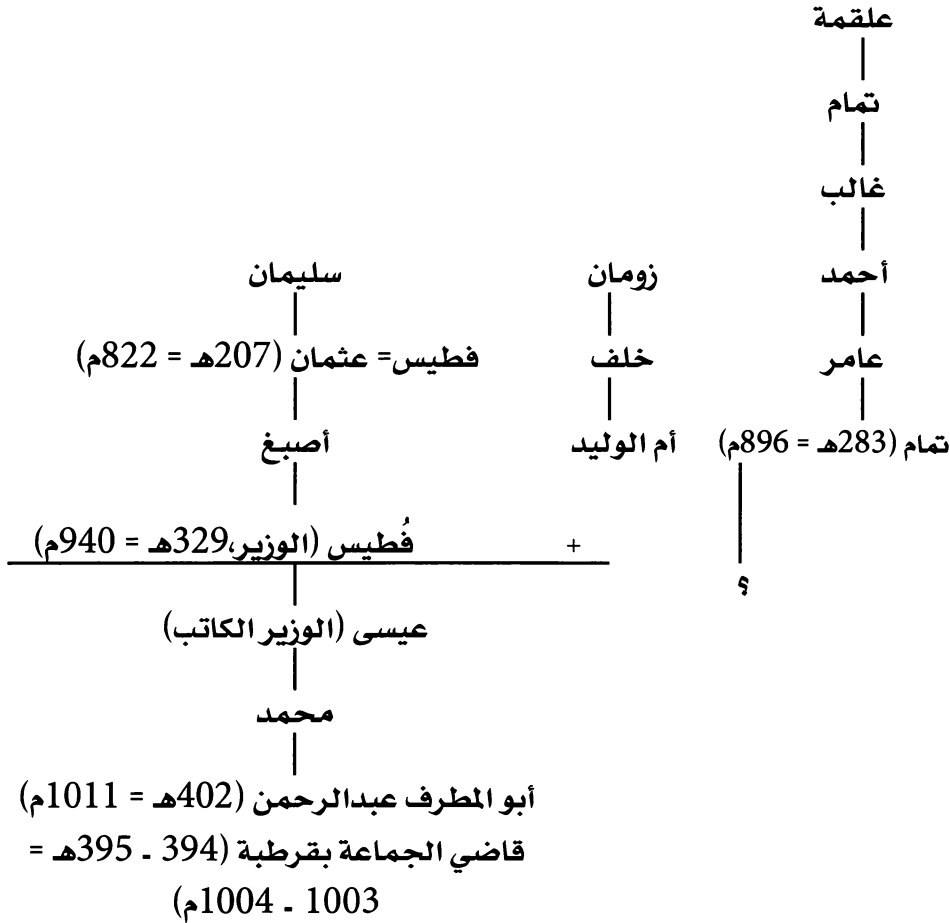 علقمة
تمام
غالب
سليمان زومان أحمد
فطيس= عثمان (207هـ = 822م) خلف عامر
أصبغ أم الوليد تمام (283هـ = 896م)
فُطيس (الوزير،329هـ = 940م) +
؟
عيسى (الوزير الكاتب)
محمد
أبو المطرف عبدالرحمن (402هـ = 1011م)
قاضي الجماعة بقرطبة (394 - 395هـ =
1003 - 1004م)